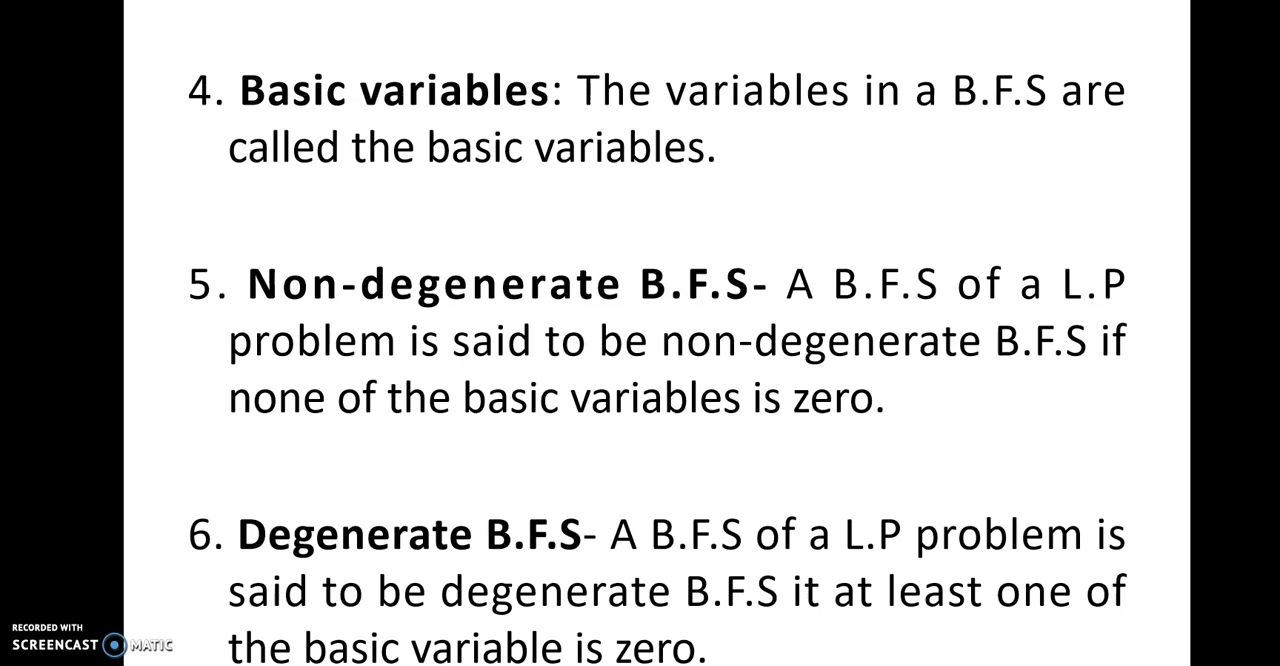 4. Basic variables: The variables in a B.F.S are
called the basic variables.
5. Non-degenerate B.F.S- A B.F.S of a L.P
problem is said to be non-degenerate B.F.S if
none of the basic variables is zero.
6. Degenerate B.F.S- A B.F.S of a L.P problem is
said to be degenerate B.F.S it at least one of
the basic variable is zero.
RECORDED WITH
SCREENCAST MATIC